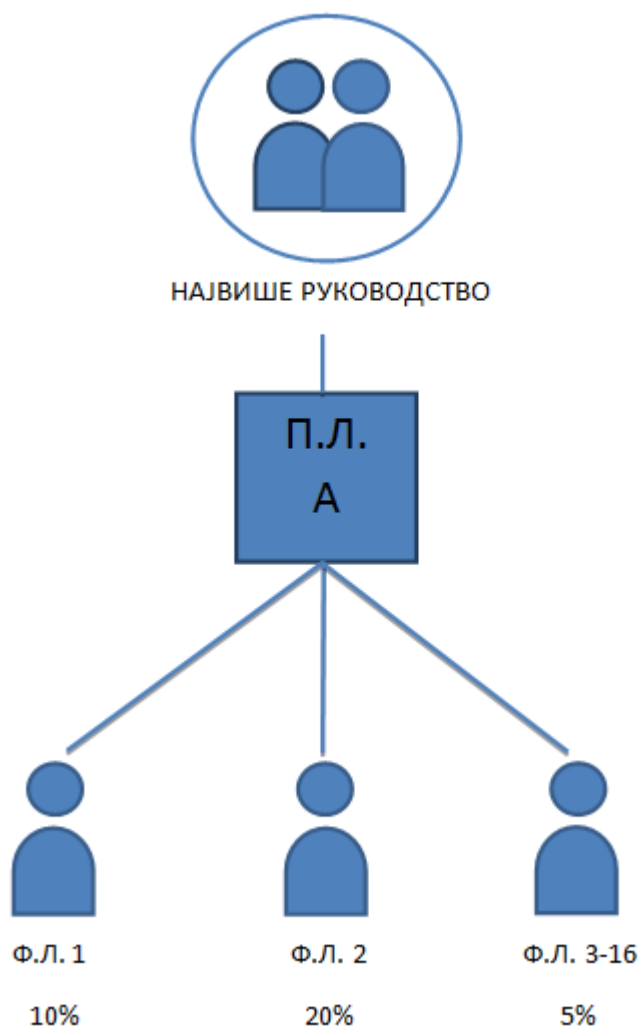 НАЈВИШЕ РУКОВОДСТВО
П.Л.
А
Ф.Л. 1
Ф.Л. 2
Ф.Л. 3-16
10%
20%
5%